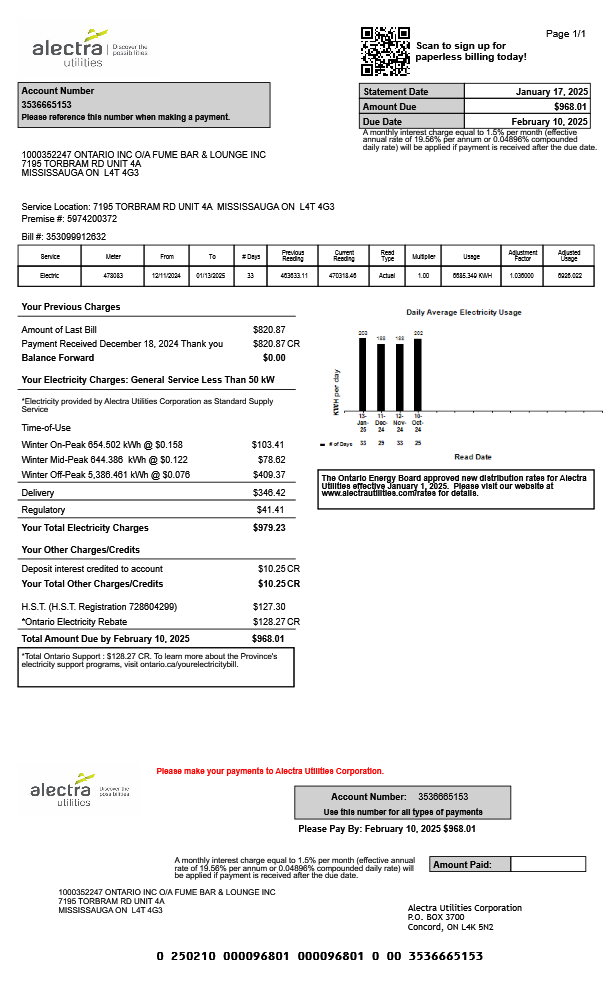 alectra
utilities
Discover the
possibilities
Scan to sign up for
paperless billing today!
Page 1/1
Account Number
3536665153
Please reference this number when making a payment.
Statement Date January 17, 2025
Amount Due $968.01
Due Date February 10, 2025
A monthly interest charge equal to 1.5% per month (effective
annual rate of 19.56% per annum or 0.04896% compounded
daily rate) will be applied if payment is received after the due date.
1000352247 ONTARIO INC O/A FUME BAR & LOUNGE INC
7195 TORBRAM RD UNIT 4A
MISSISSAUGA ON L4T 4G3
Service Location: 7195 TORBRAM RD UNIT 4A MISSISSAUGA ON L4T 4G3
Premise #: 5974200372
Bill #: 353099912632
Service Meter From To # Days Previous Reading Current Reading Read Type Multiplier Usage Adjustment Factor Adjusted Usage
Electric 478083 12/11/2024 01/13/2025 33 463633.11 470318.46 Actual 1.00 6685.349 KWH 1.036000 6926.022
Your Previous Charges
Amount of Last Bill $820.87
Payment Received December 18, 2024 Thank you $820.87 CR
Balance Forward $0.00
Your Electricity Charges: General Service Less Than 50 kW
*Electricity provided by Alectra Utilities Corporation as Standard Supply
Service
Time-of-Use
Winter On-Peak 654.502 kWh @ $0.158 $103.41
Winter Mid-Peak 644.386 kWh @ $0.122 $78.62
Winter Off-Peak 5,386.461 kWh @ $0.076 $409.37
Delivery $346.42
Regulatory $41.41
Your Total Electricity Charges $979.23
Your Other Charges/Credits
Deposit interest credited to account $10.25 CR
Your Total Other Charges/Credits $10.25 CR
H.S.T. (H.S.T. Registration 728604299) $127.30
*Ontario Electricity Rebate $128.27 CR
Total Amount Due by February 10, 2025 $968.01
*Total Ontario Support : $128.27 CR. To learn more about the Province's
electricity support programs, visit ontario.ca/yourelectricitybill.
Daily Average Electricity Usage
KWH per day
203 188 188 202
13-Jan-25 11-Dec-24 12-Nov-24 10-Oct-24
# of Days 33 29 33 25
Read Date
The Ontario Energy Board approved new distribution rates for Alectra
Utilities effective January 1, 2025. Please visit our website at
www.alectrautilities.com/rates for details.
alectra
utilities
Discover the
possibilities
Please make your payments to Alectra Utilities Corporation.
Account Number: 3536665153
Use this number for all types of payments
Please Pay By: February 10, 2025 $968.01
A monthly interest charge equal to 1.5% per month (effective annual
rate of 19.56% per annum or 0.04896% compounded daily rate) will
be applied if payment is received after the due date.
Amount Paid:
1000352247 ONTARIO INC O/A FUME BAR & LOUNGE INC
7195 TORBRAM RD UNIT 4A
MISSISSAUGA ON L4T 4G3
Alectra Utilities Corporation
P.O. BOX 3700
Concord, ON L4K 5N2
0 250210 000096801 000096801 0 00 3536665153